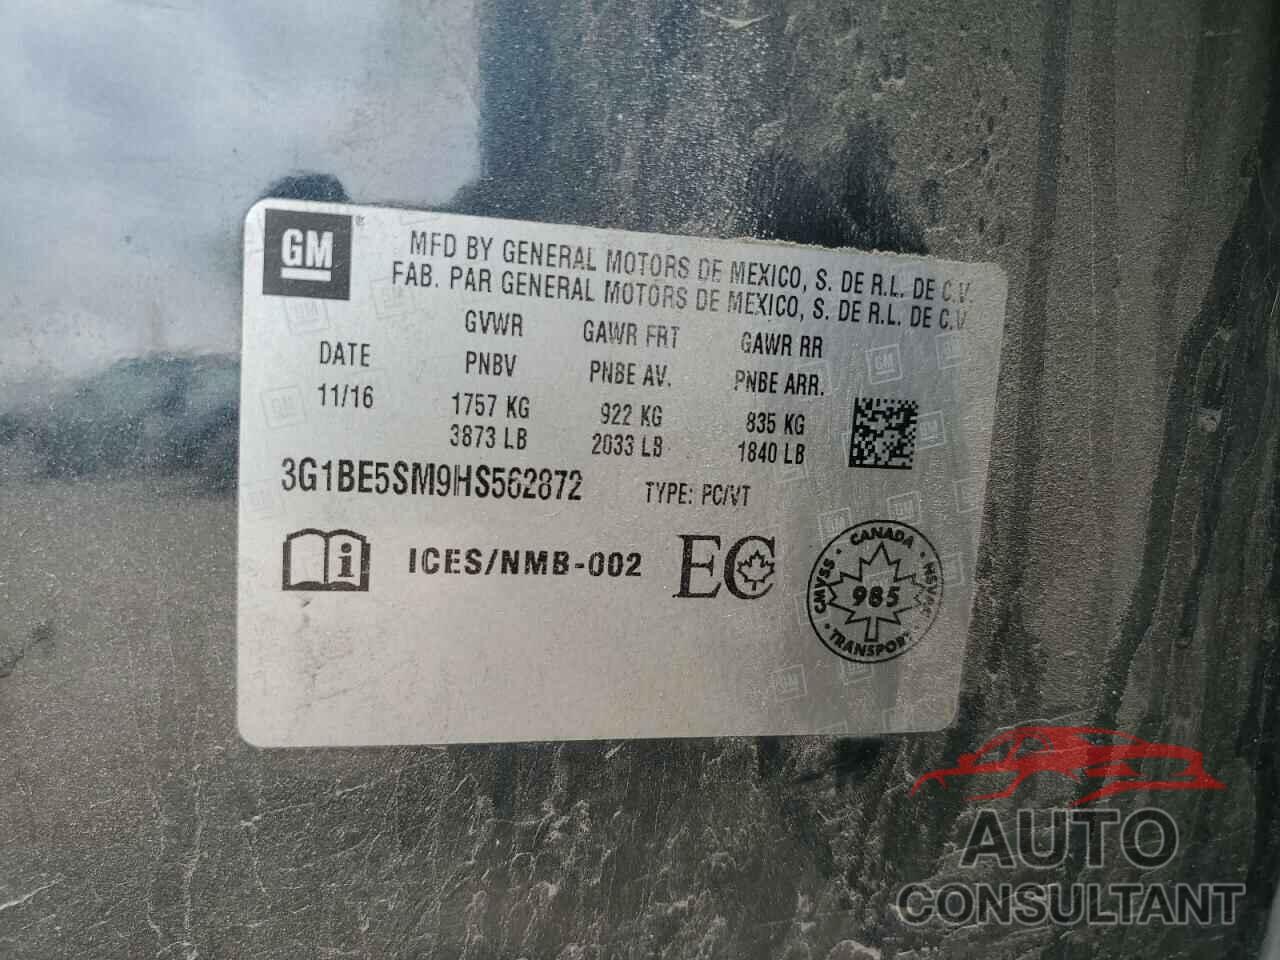 GM ®
MFD BY GENERAL MOTORS DE MEXICO, S. DE R.L. DE C.V.
FAB. PAR GENERAL MOTORS DE MEXICO, S. DE R.L. DE C.V
DATE GVWR GAWR FRT GAWR RR
PNBV PNBE AV. PNBE ARR.
11/16 1757 KG 922 KG 835 KG
3873 LB 2033 LB 1840 LB
3G1BE5SM9HS562872 TYPE: PC/VT
ICES/NMB-002 EC
CANADA
CMVSS
985
TRANSPORT
AUTO
CONSULTANT